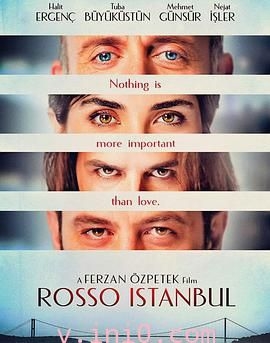 Halit Tuba Mehmet Nejat
ERGENÇ BÜYÜKÜSTÜN GÜNSÜR İŞLER
Nothing is
more important
than love.
A FERZAN ÖZPETEK Film
ROSSO ISTANBUL
v.ini0.com